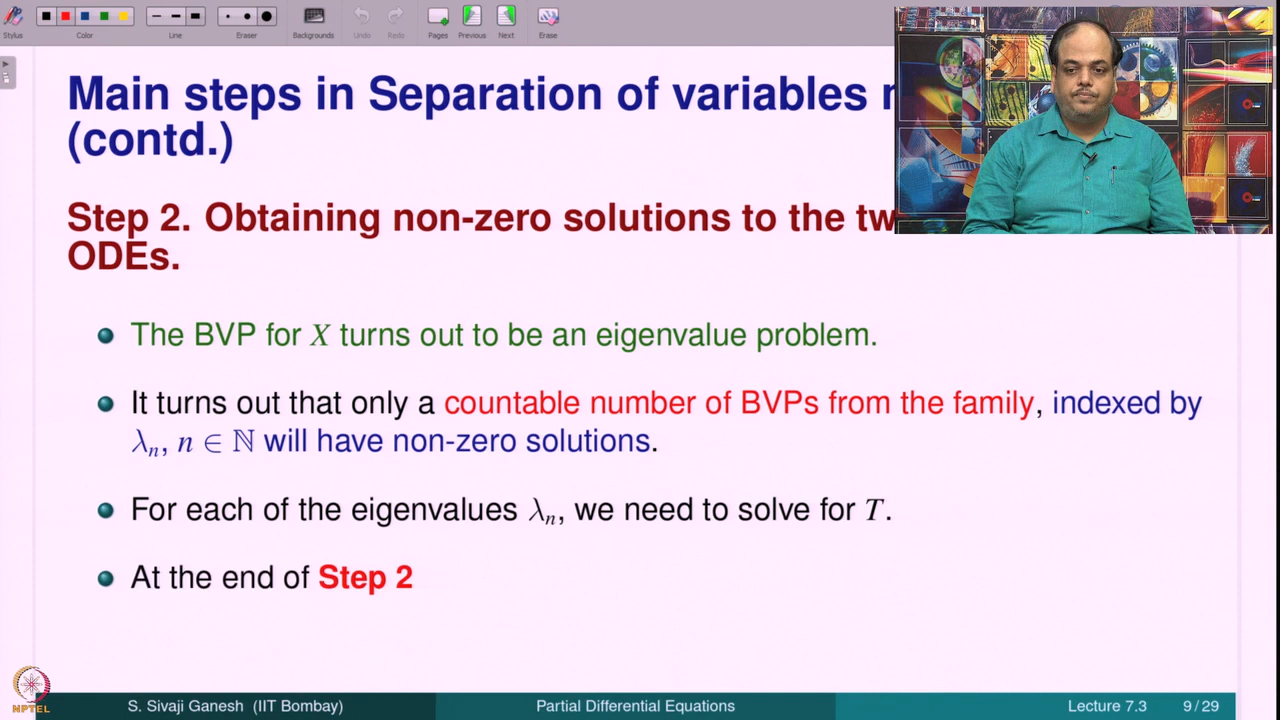 Stylus
Color
Line
Eraser
Backgrounds
Undo
Redo
Pages
Previous
Next
Erase
Main steps in Separation of variables
(contd.)
Step 2. Obtaining non-zero solutions to the tw
ODEs.
The BVP for X turns out to be an eigenvalue problem.
It turns out that only a countable number of BVPs from the family, indexed by
λₙ, n ∈ ℕ will have non-zero solutions.
For each of the eigenvalues λₙ, we need to solve for T.
At the end of Step 2
NPTEL
S. Sivaji Ganesh (IIT Bombay)
Partial Differential Equations
Lecture 7.3
9/29